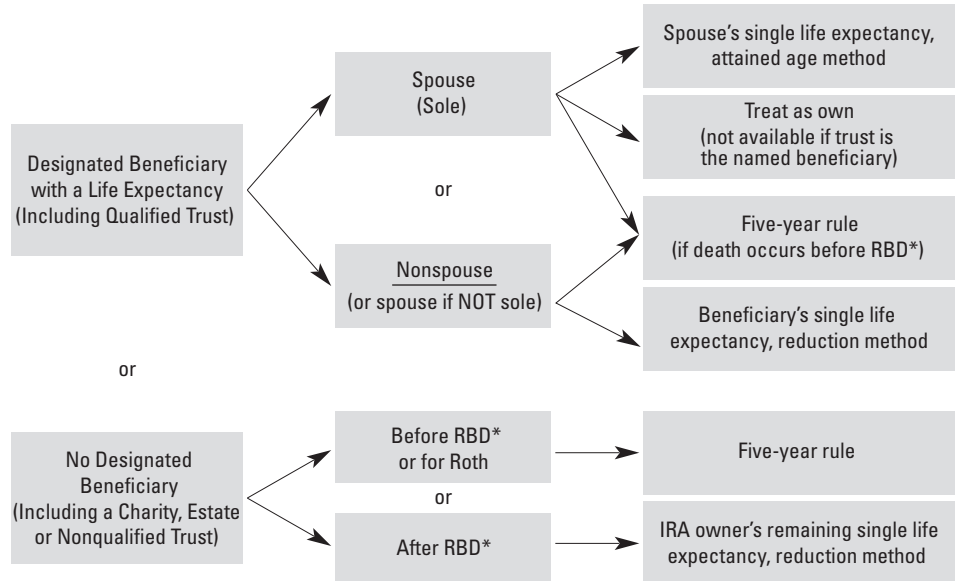 Designated Beneficiary
with a Life Expectancy
(Including Qualified Trust)
or
No Designated
Beneficiary
(Including a Charity, Estate
or Nonqualified Trust)
Spouse
(Sole)
or
Nonspouse
(or spouse if NOT sole)
Before RBD*
or for Roth
or
After RBD*
Spouse's single life expectancy,
attained age method
Treat as own
(not available if trust is
the named beneficiary)
Five-year rule
(if death occurs before RBD*)
Beneficiary's single life
expectancy, reduction method
Five-year rule
IRA owner's remaining single life
expectancy, reduction method